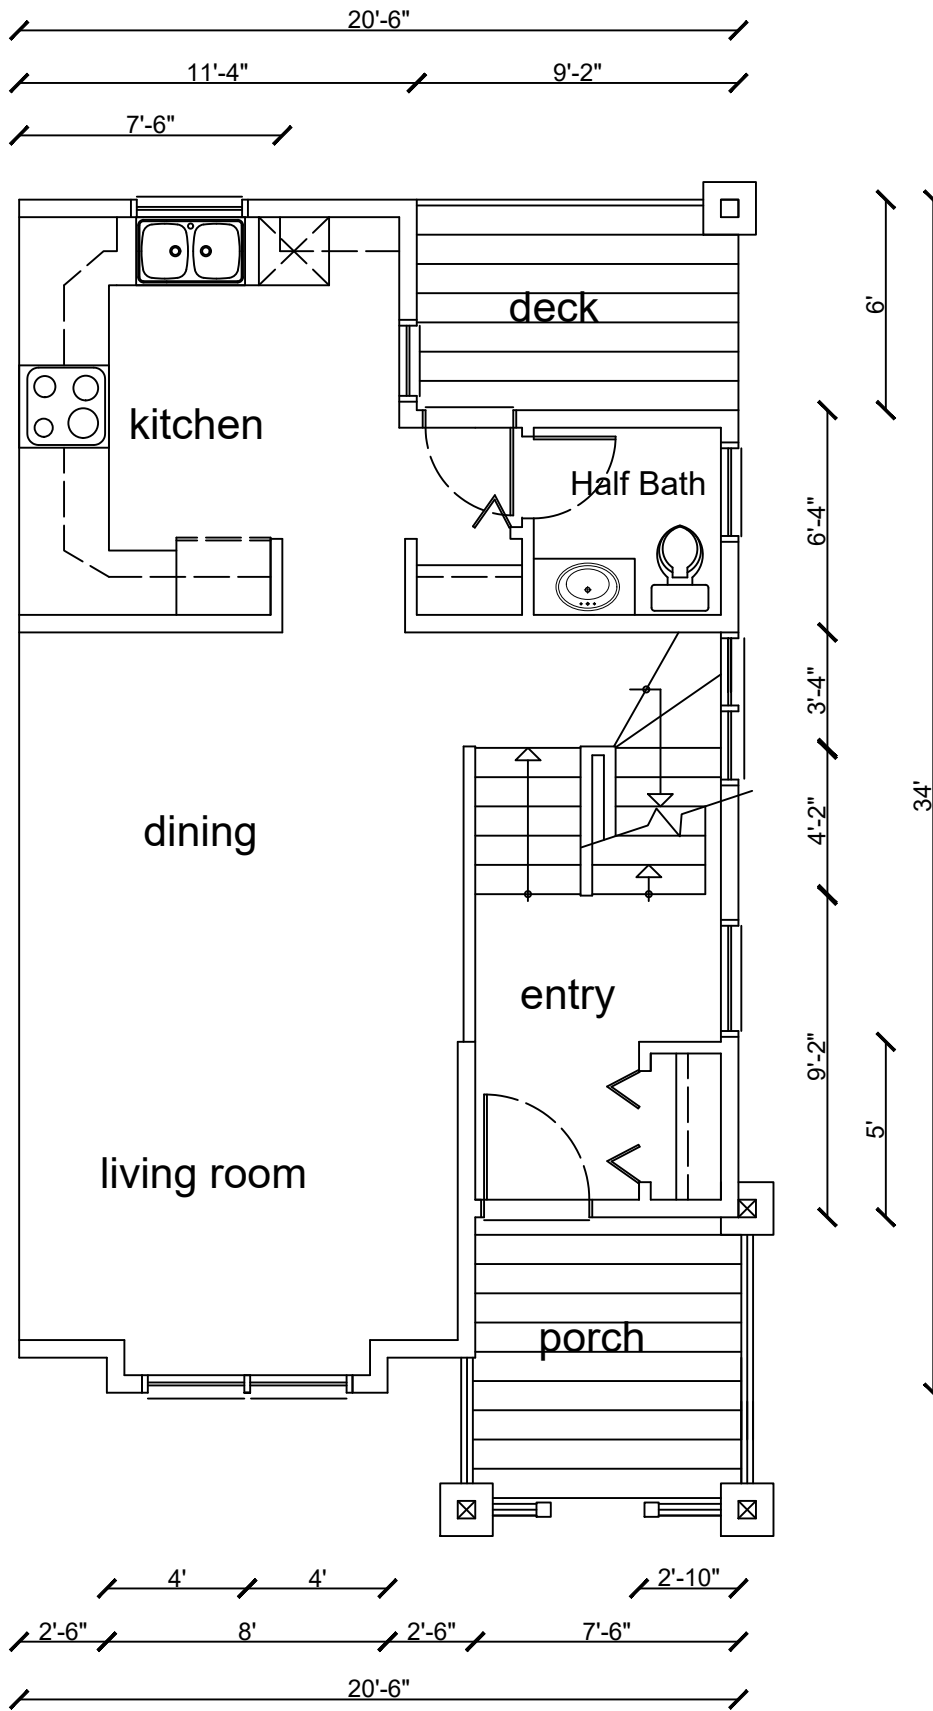 20'-6"
11'-4"
9'-2"
7'-6"
deck
6'
kitchen
Half Bath
6'-4"
3'-4"
34'
dining
4'-2"
entry
9'-2"
5'
living room
porch
4'
4'
2'-10"
2'-6"
8'
2'-6"
7'-6"
20'-6"